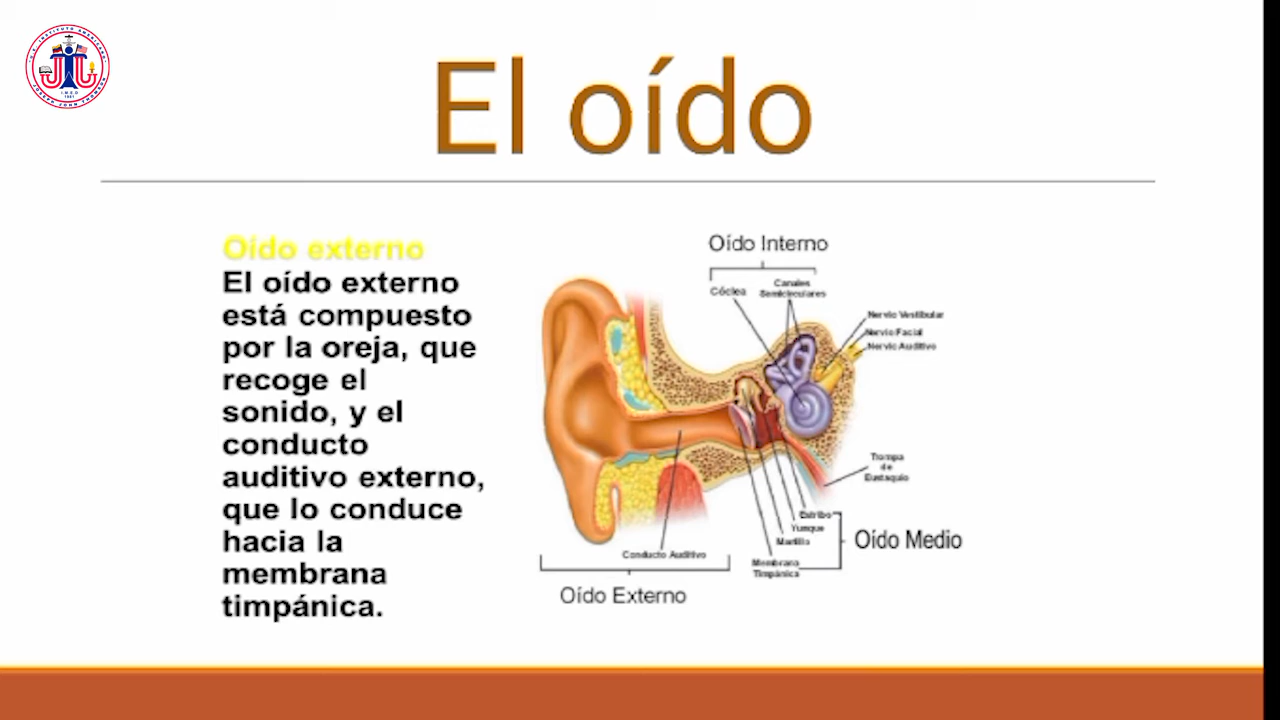 El oído
Oído externo
El oído externo
está compuesto
por la oreja, que
recoge el
sonido, y el
conducto
auditivo externo,
que lo conduce
hacia la
membrana
timpánica.
Oído Interno
Cóclea
Canales
Semicirculares
Nervio Vestibular
Nervio Facial
Nervio Auditivo
Trompa
de
Eustaquio
Estribo
Yunque
Martillo
Membrana
Timpánica
Oído Medio
Conducto Auditivo
Oído Externo